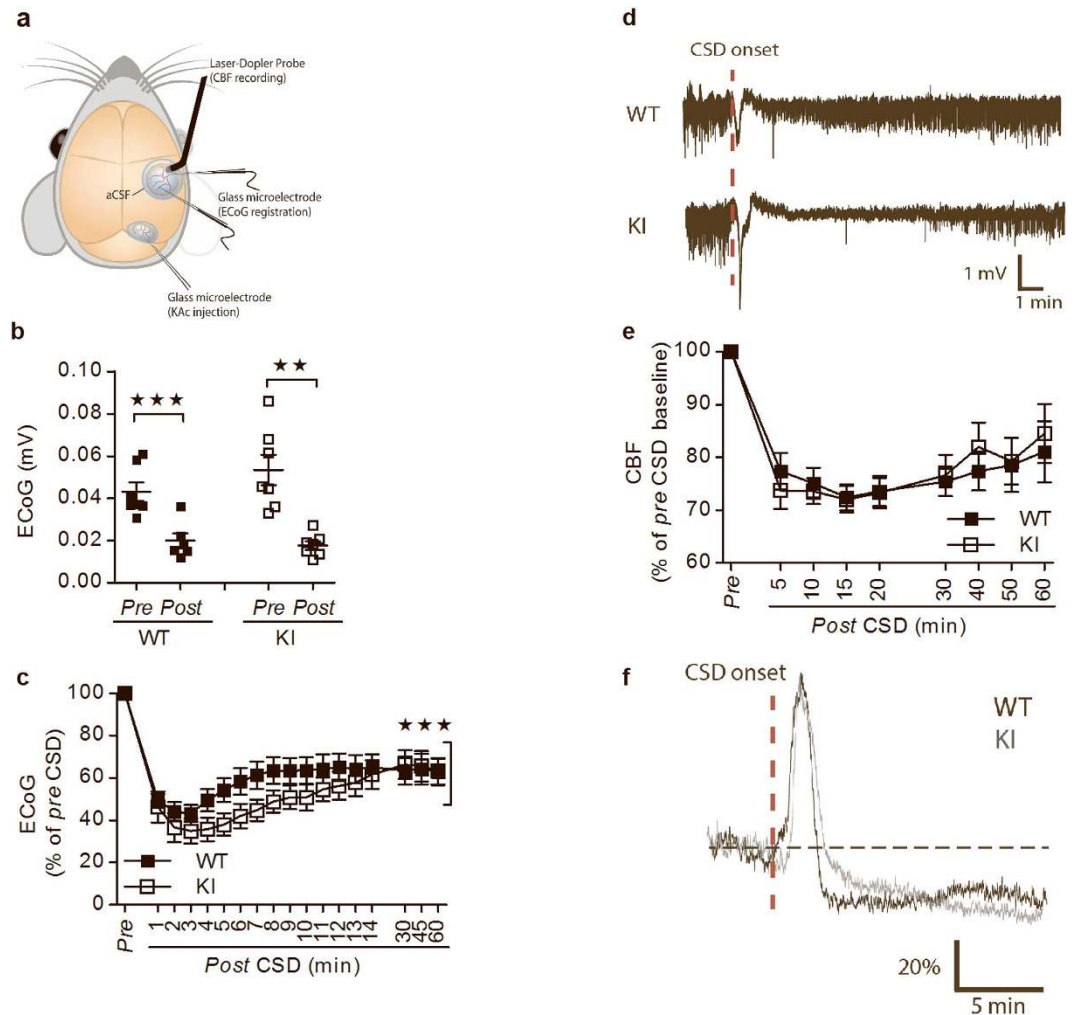 a
Laser-Dopler Probe
(CBF recording)
aCSF
Glass microelectrode
(ECoG registration)
Glass microelectrode
(KAc injection)
b
ECoG (mV)
0.10
0.08
0.06
0.04
0.02
0.00
★★★
★★
Pre Post
Pre Post
WT
KI
c
ECoG
(% of pre CSD)
100
80
60
40
20
0
★★★
WT
KI
Pre
1 2 3 4 5 6 7 8 9 10 11 12 13 14 30 45 60
Post CSD (min)
d
CSD onset
WT
KI
1 mV
1 min
e
CBF
(% of pre CSD baseline)
100
90
80
70
60
WT
KI
Pre
5 10 15 20 30 40 50 60
Post CSD (min)
f
CSD onset
WT
KI
20%
5 min